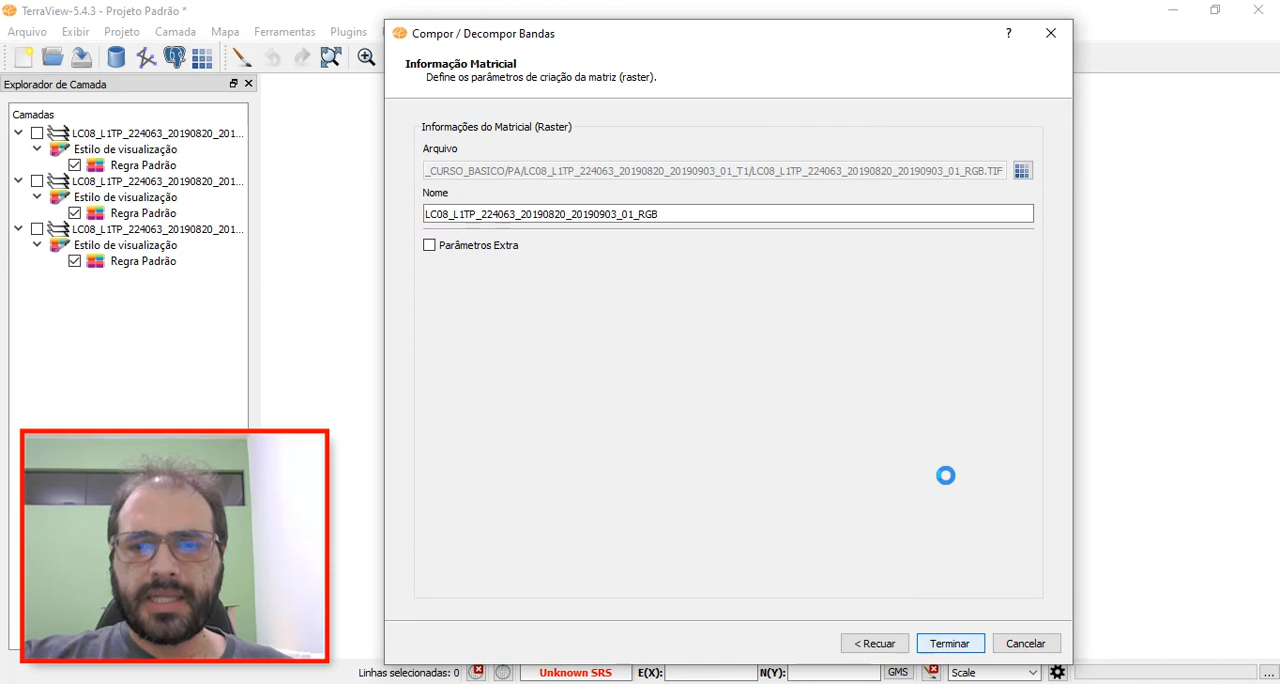 TerraView-5.4.3 - Projeto Padrão *
Arquivo Exibir Projeto Camada Mapa Ferramentas Plugins
Explorador de Camada
Camadas
LC08_L1TP_224063_20190820_201...
Estilo de visualização
Regra Padrão
LC08_L1TP_224063_20190820_201...
Estilo de visualização
Regra Padrão
LC08_L1TP_224063_20190820_201...
Estilo de visualização
Regra Padrão
Compor / Decompor Bandas
?
Informação Matricial
Define os parâmetros de criação da matriz (raster).
Informações do Matricial (Raster)
Arquivo
_CURSO_BASICO/PA/LC08_L1TP_224063_20190820_20190903_01_T1/LC08_L1TP_224063_20190820_20190903_01_RGB.TIF
Nome
LC08_L1TP_224063_20190820_20190903_01_RGB
Parâmetros Extra
< Recuar Terminar Cancelar
Linhas selecionadas: 0 Unknown SRS E(X): N(Y): GMS Scale ...